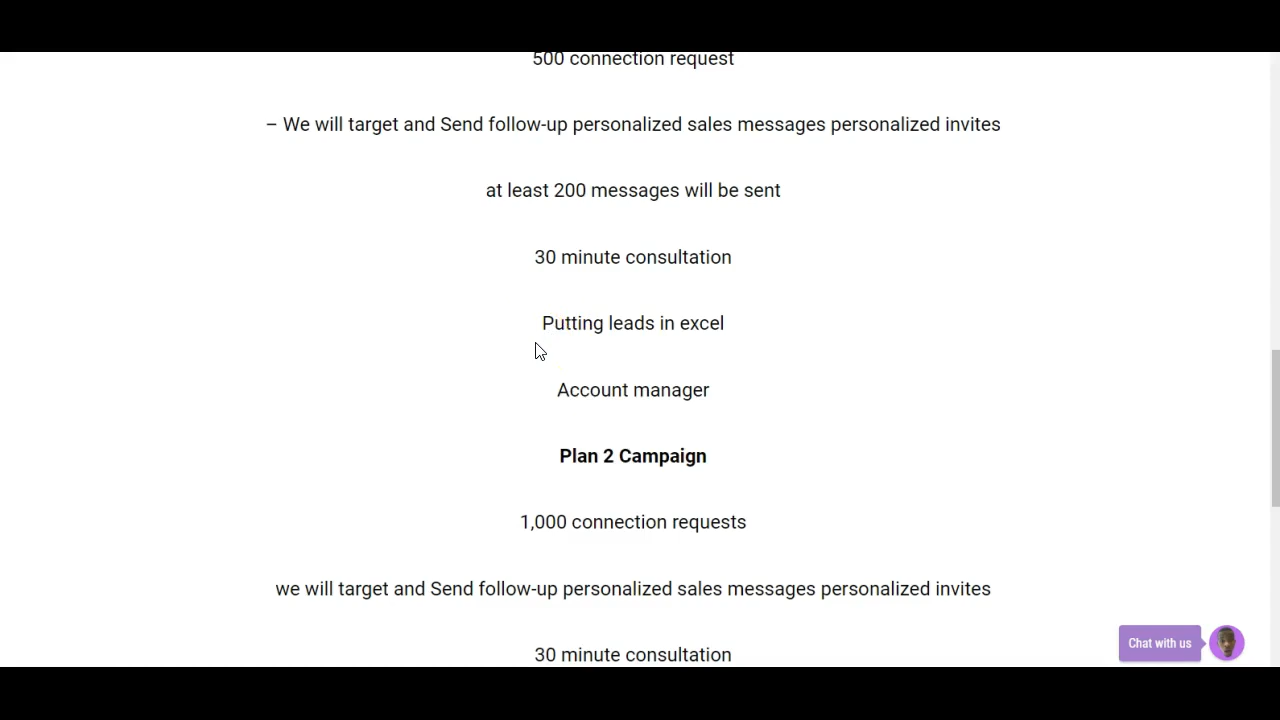 500 connection request
– We will target and Send follow-up personalized sales messages personalized invites
at least 200 messages will be sent
30 minute consultation
Putting leads in excel
Account manager
Plan 2 Campaign
1,000 connection requests
we will target and Send follow-up personalized sales messages personalized invites
Chat with us
30 minute consultation